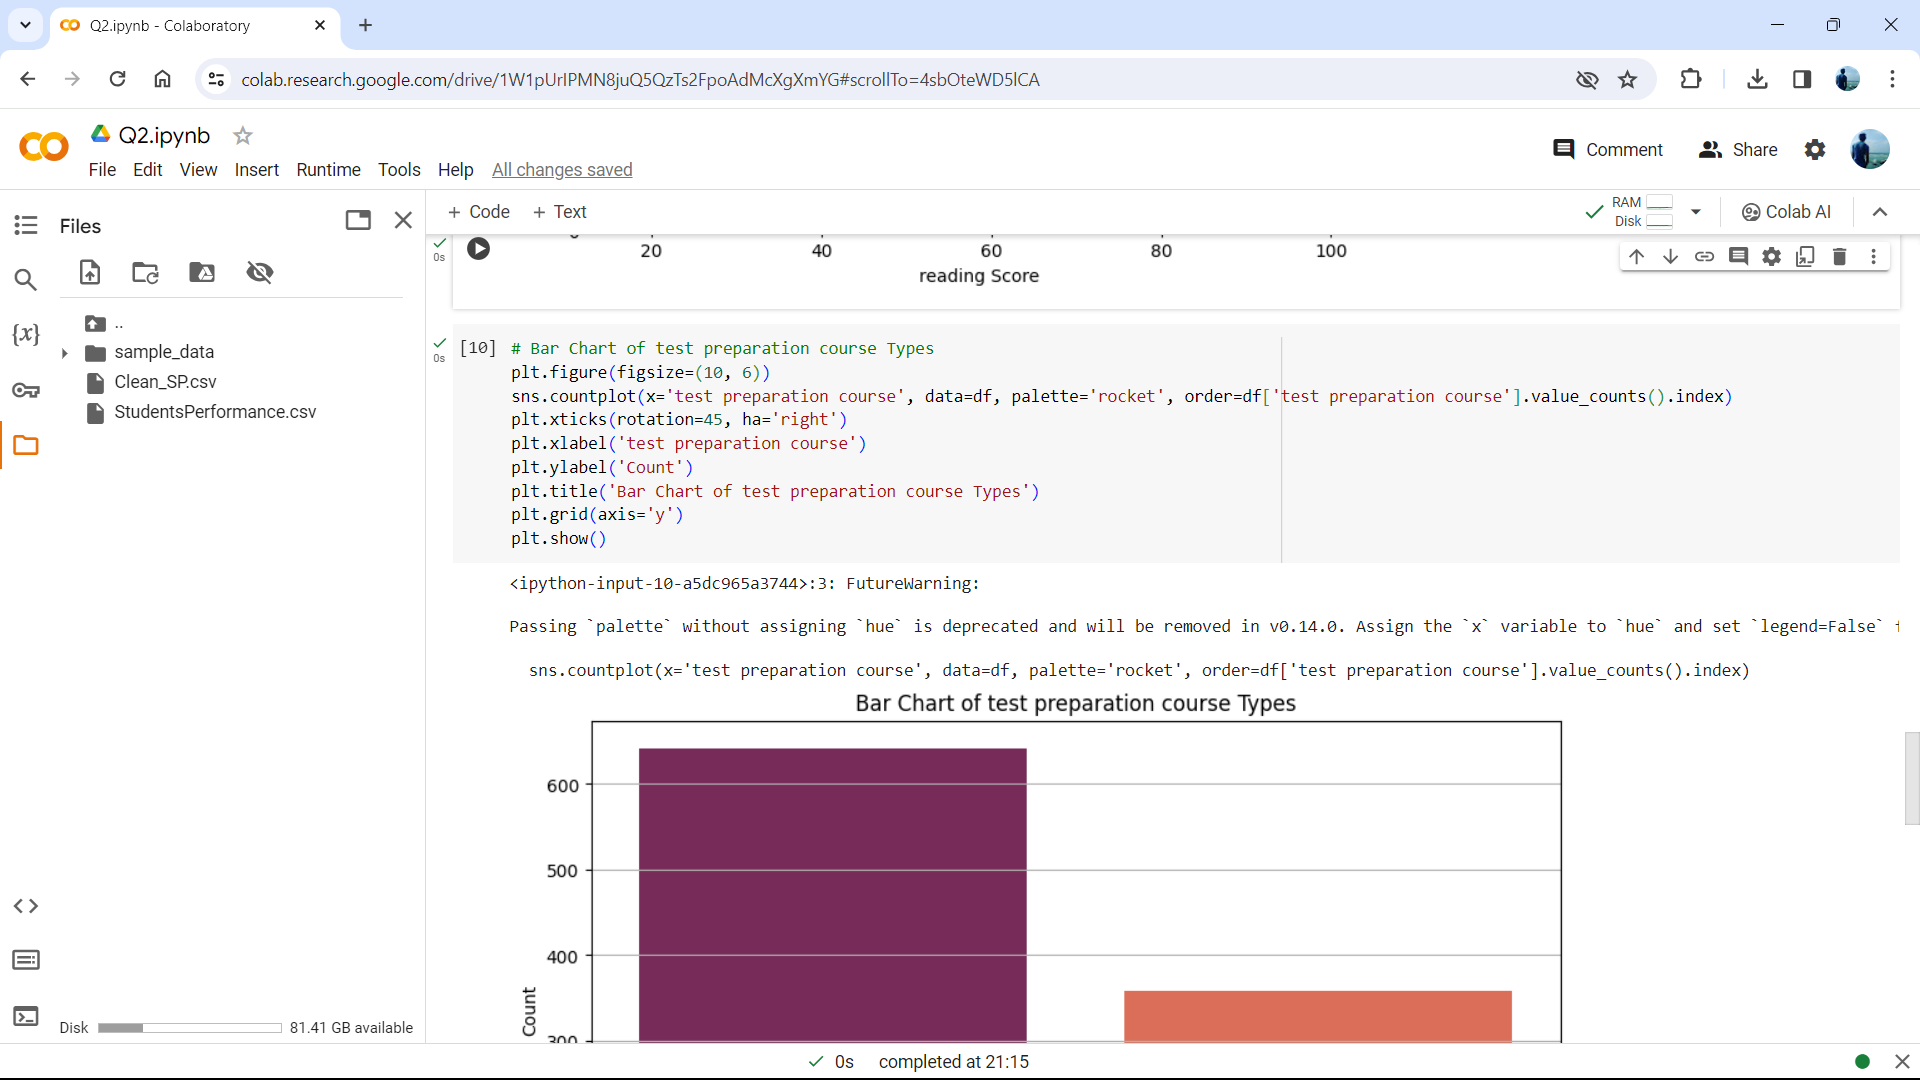 Q2.ipynb - Colaboratory
colab.research.google.com/drive/1W1pUrlPMN8juQ5QzTs2FpoAdMcXgXmYG#scrollTo=4sbOteWD5lCA
Q2.ipynb
File Edit View Insert Runtime Tools Help All changes saved
Comment Share
Files
+ Code + Text
RAM
Disk
Colab AI
..
sample_data
Clean_SP.csv
StudentsPerformance.csv
{x}
0s
20 40 60 80 100
reading Score
0s
[10] # Bar Chart of test preparation course Types
plt.figure(figsize=(10, 6))
sns.countplot(x='test preparation course', data=df, palette='rocket', order=df['test preparation course'].value_counts().index)
plt.xticks(rotation=45, ha='right')
plt.xlabel('test preparation course')
plt.ylabel('Count')
plt.title('Bar Chart of test preparation course Types')
plt.grid(axis='y')
plt.show()
<ipython-input-10-a5dc965a3744>:3: FutureWarning:
Passing `palette` without assigning `hue` is deprecated and will be removed in v0.14.0. Assign the `x` variable to `hue` and set `legend=False`
sns.countplot(x='test preparation course', data=df, palette='rocket', order=df['test preparation course'].value_counts().index)
Bar Chart of test preparation course Types
600
500
400
300
Count
Disk 81.41 GB available
0s completed at 21:15